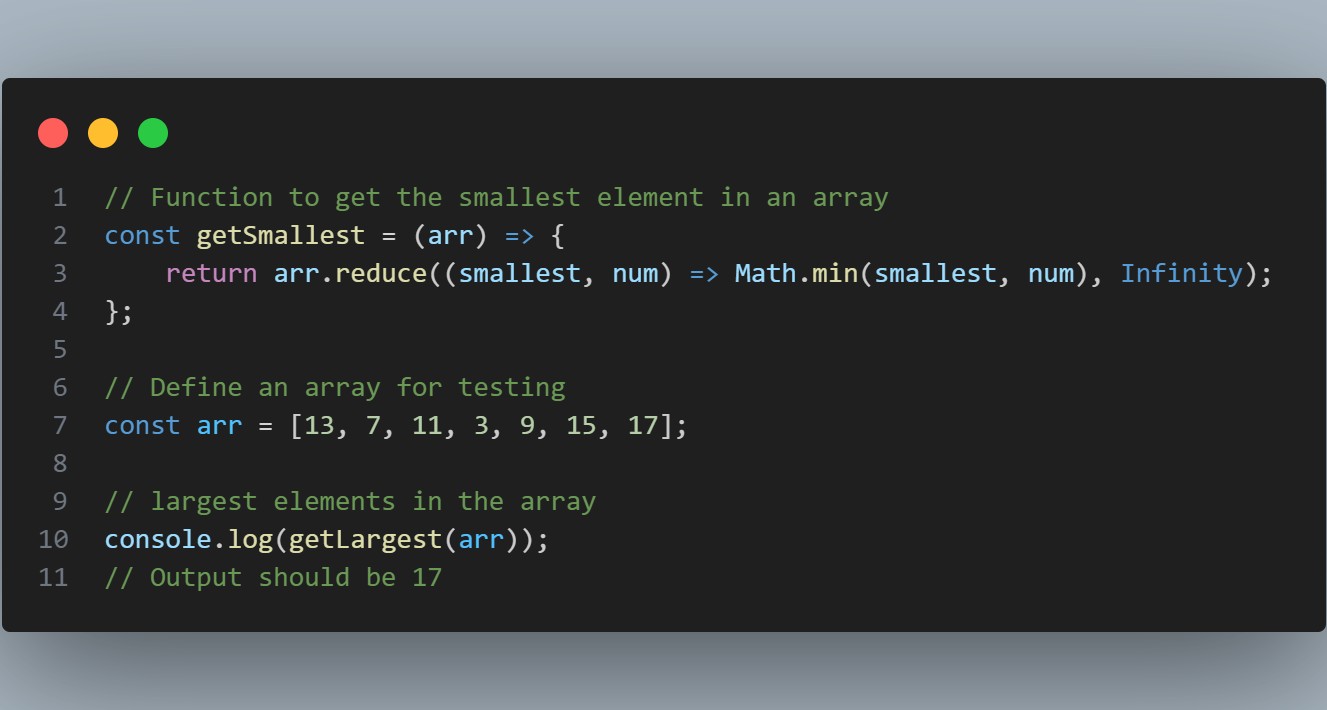 1 // Function to get the smallest element in an array
2 const getSmallest = (arr) => {
3     return arr.reduce((smallest, num) => Math.min(smallest, num), Infinity);
4 };
5
6 // Define an array for testing
7 const arr = [13, 7, 11, 3, 9, 15, 17];
8
9 // largest elements in the array
10 console.log(getLargest(arr));
11 // Output should be 17